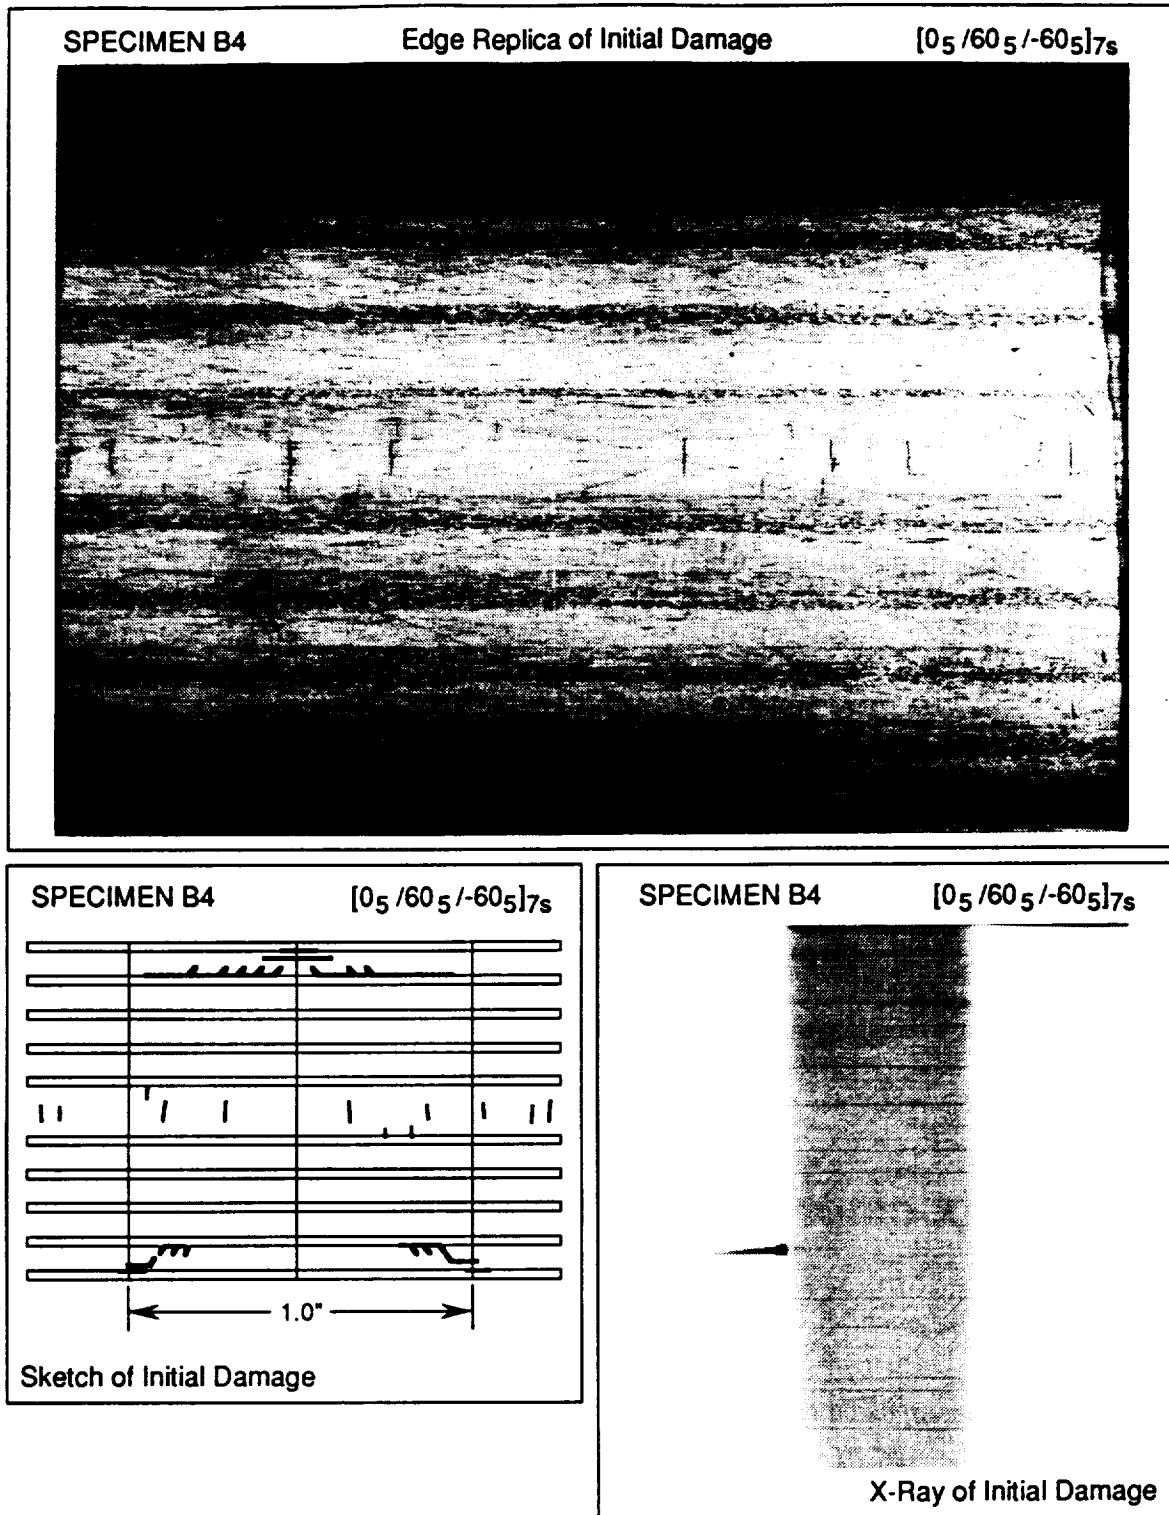 SPECIMEN B4 Edge Replica of Initial Damage [0₅/60₅/-60₅]₇ₛ
SPECIMEN B4 [0₅/60₅/-60₅]₇ₛ
1.0"
Sketch of Initial Damage
SPECIMEN B4 [0₅/60₅/-60₅]₇ₛ
X-Ray of Initial Damage